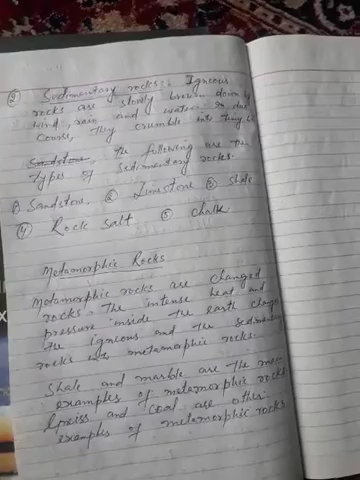 ② Sedimentary rocks:- Igneous
rocks are slowly broken down by
wind, rain and water. In due
course, they crumble into tiny
Sandstone, the following are the
types of Sedimentary rocks.
① Sandstone, ② Limestone ③ Shale
④ Rock Salt ⑤ chalk
Metamorphic Rocks
Metamorphic rocks are changed
rocks. The intense heat and
pressure inside the earth change
the igneous and the Sedimentary
rocks into metamorphic rocks.
Shale and marble are the
examples of metamorphic rocks
Gneiss and Coal are other
examples of metamorphic rocks